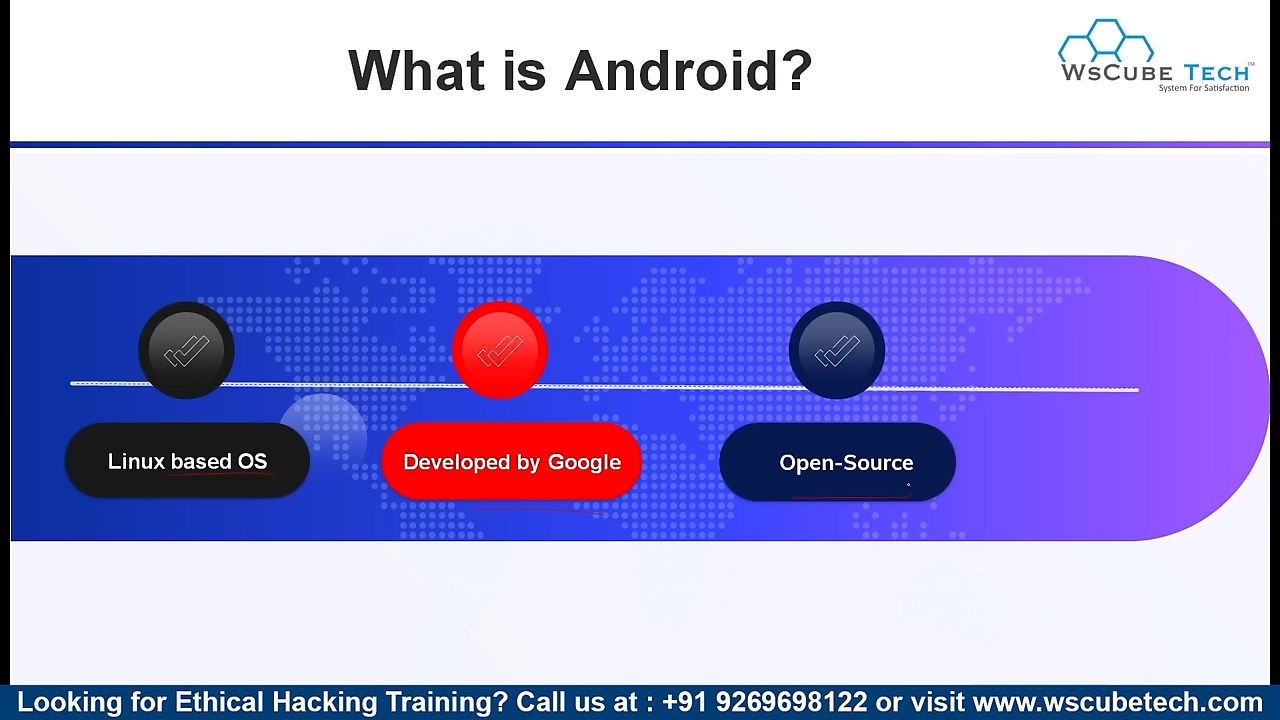 What is Android?
WSCUBE TECH™
System For Satisfaction
Linux based OS
Developed by Google
Open-Source
Looking for Ethical Hacking Training? Call us at : +91 9269698122 or visit www.wscubetech.com